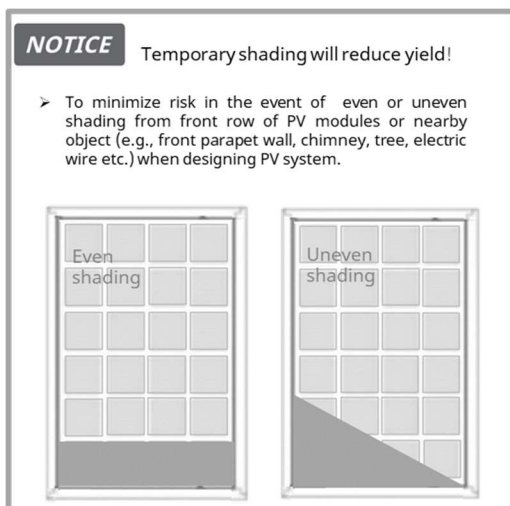 NOTICE Temporary shading will reduce yield!
➢ To minimize risk in the event of even or uneven
shading from front row of PV modules or nearby
object (e.g., front parapet wall, chimney, tree, electric
wire etc.) when designing PV system.
Even
shading
Uneven
shading